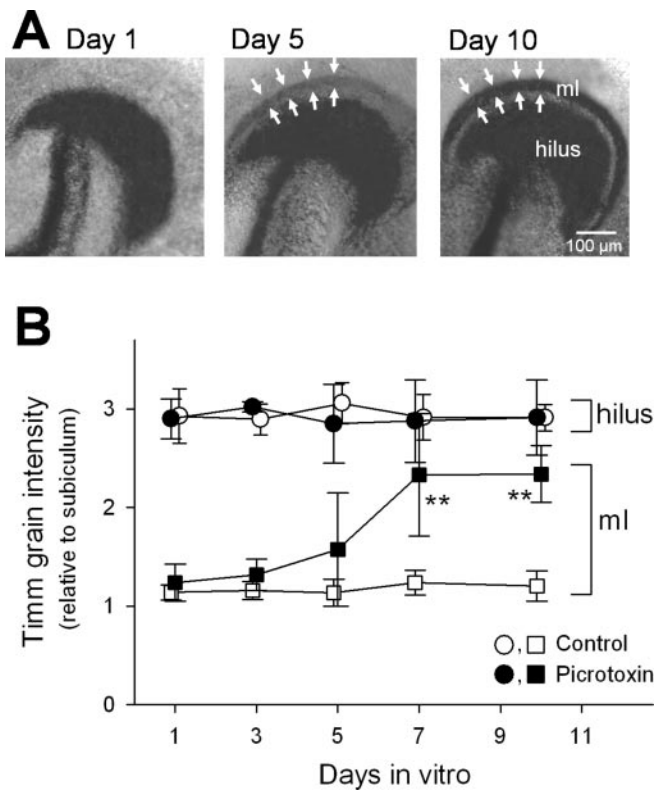 A
Day 1
Day 5
Day 10
ml
hilus
100 µm
B
Timm grain intensity
(relative to subiculum)
3
2
1
0
hilus
ml
**
**
Control
Picrotoxin
1 3 5 7 9 11
Days in vitro